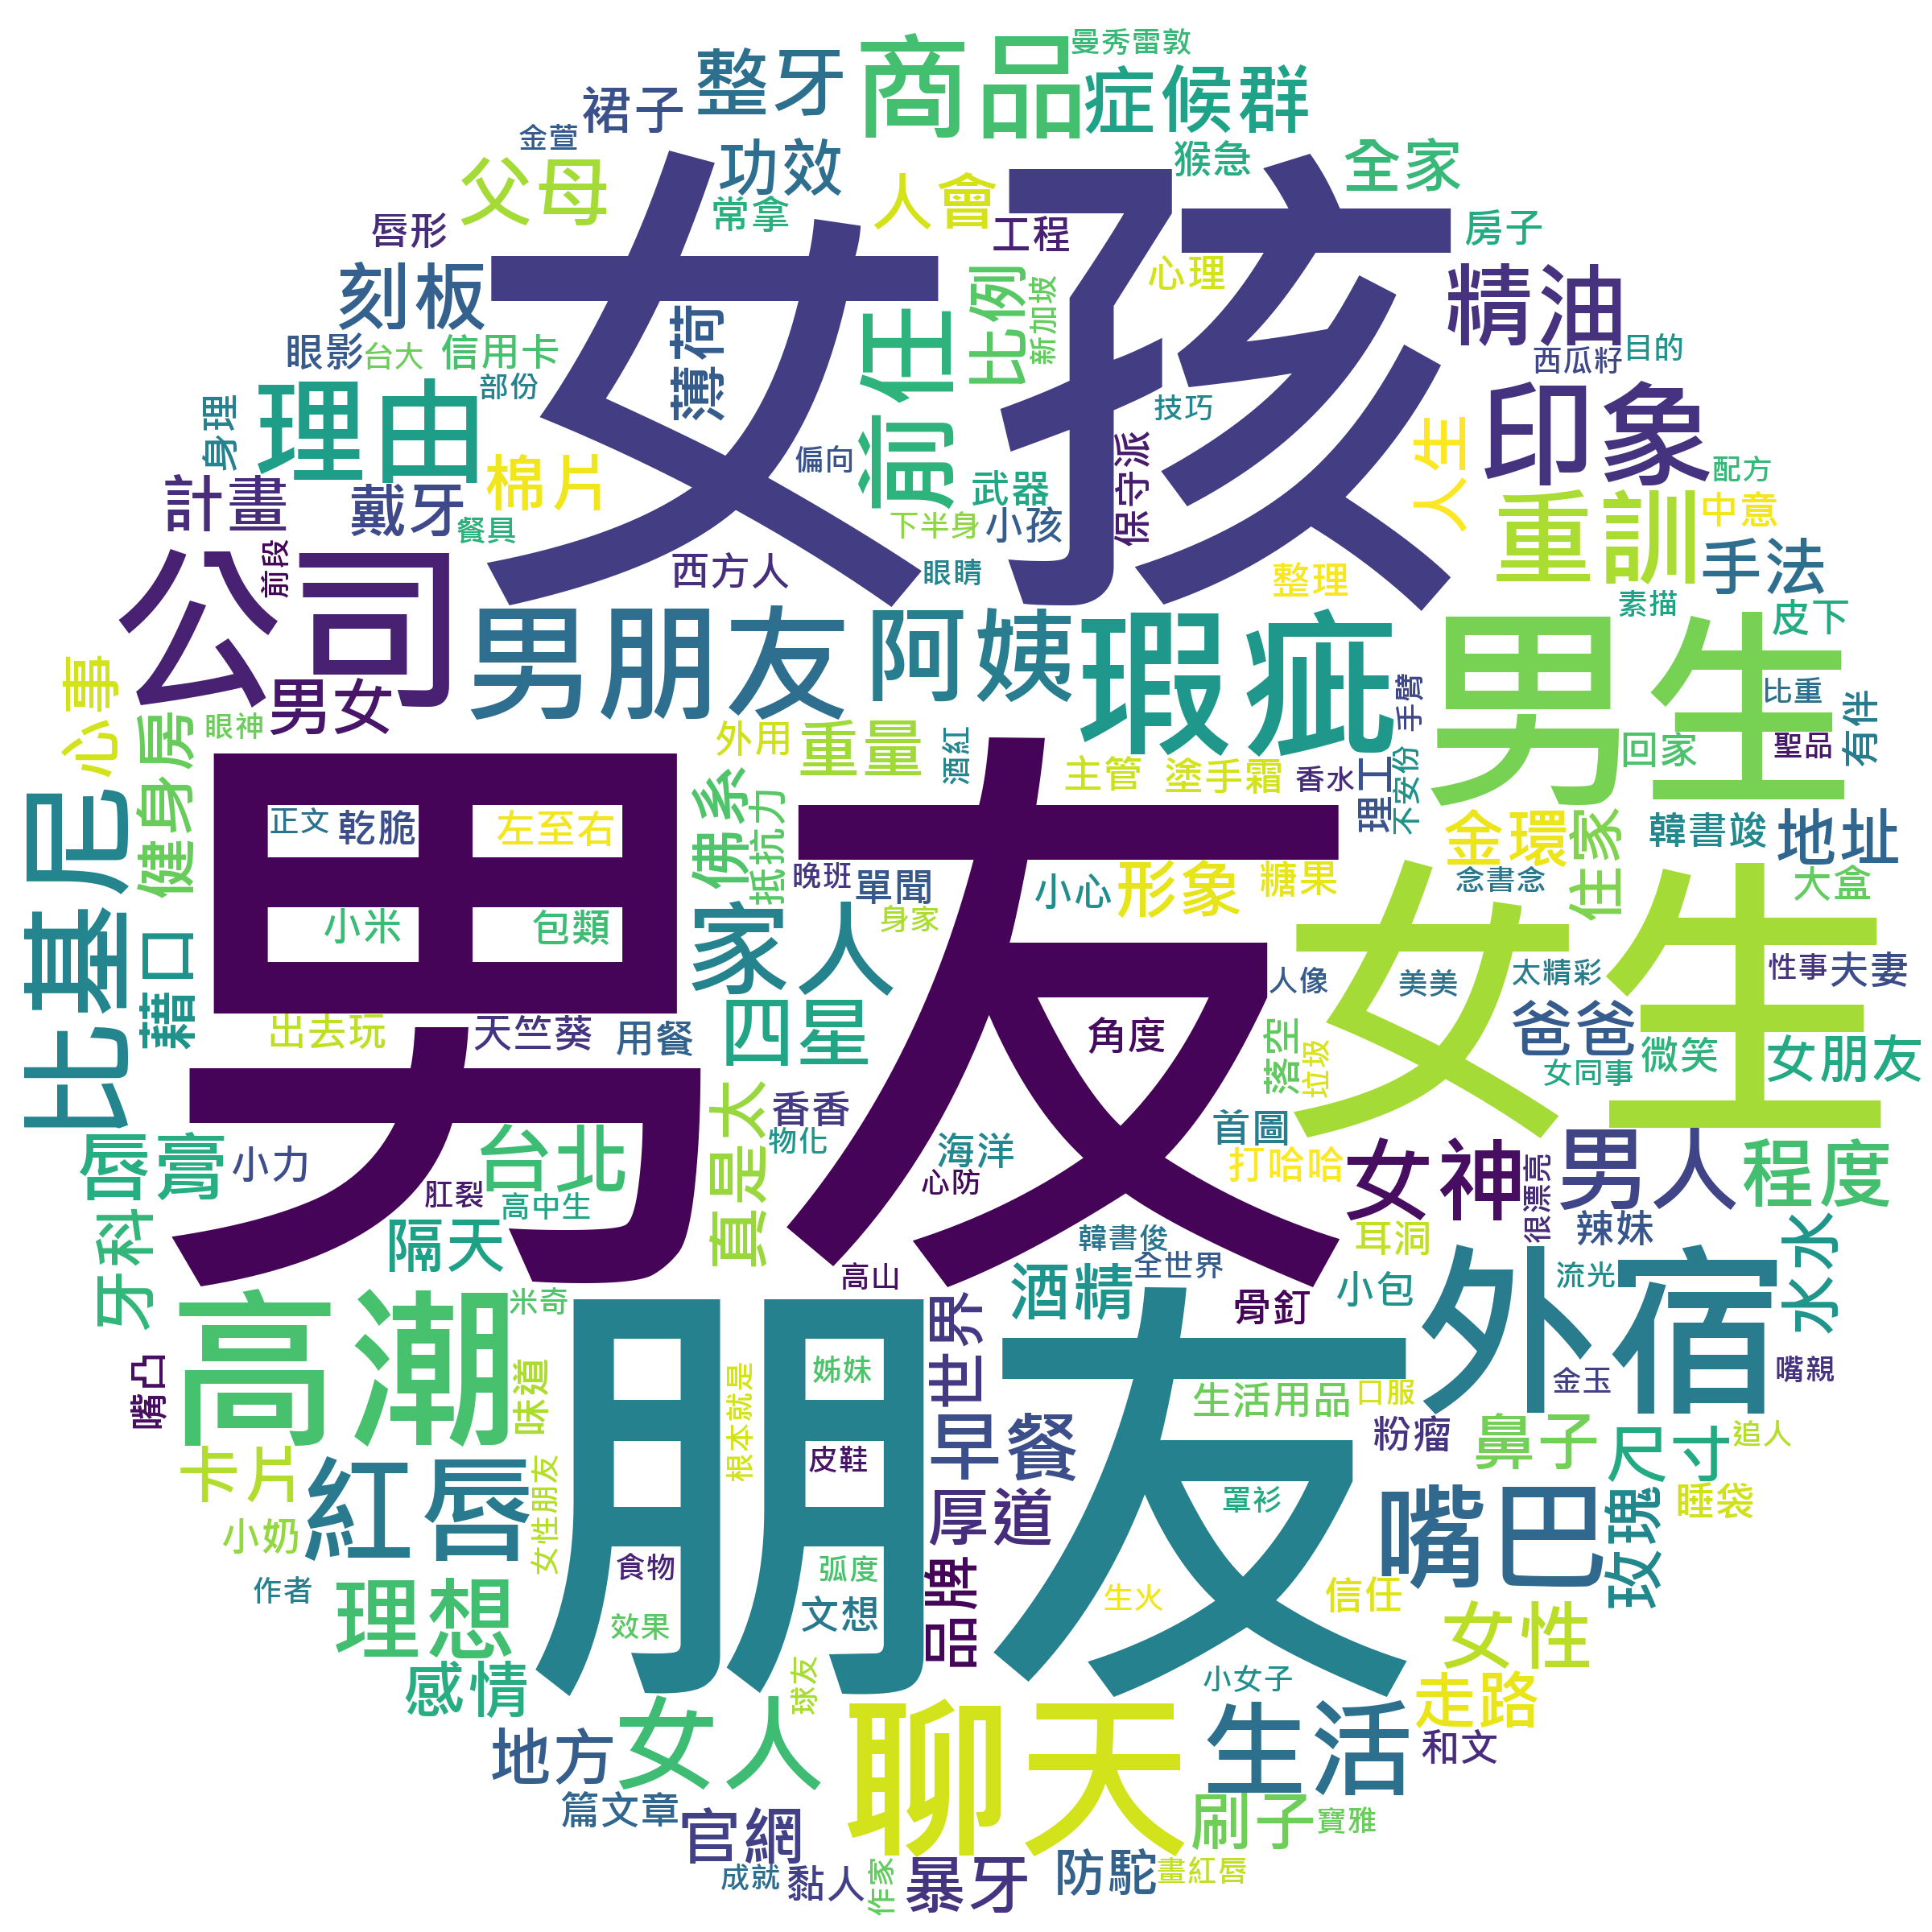 曼秀雷敦
商品
整牙
症候群
裙子
金萱
功效
猴急
全家
父母
常拿
人會
唇形
工程
房子
女孩
心理
刻板
比例
新加坡
精油
薄荷
前任
眼影
台大
信用卡
西瓜籽
目的
部份
理由
技巧
印象
身理
人生
偏向
保守派
配方
棉片
計畫
戴牙
武器
中意
重訓
餐具
下半身
小孩
手法
前段
公司
西方人
眼睛
整理
素描
皮下
男朋友
阿姨
瑕疵
男生
心事
男女
健身房
眼神
手臂
比重
有伴
外用
重量
酒紅
主管
塗手霜
香水
理工
不安份
回家
聖品
比基尼
男友
正文
乾脆
左至右
佛系
抵抗力
晚班
單聞
小心
形象
糖果
金環
住家
韓書竣
地址
念書念
大盒
女生
小米
包類
身家
家人
藉口
人像
美美
太精彩
性事
夫妻
出去玩
天竺葵
用餐
四星
角度
落空
垃圾
爸爸
微笑
女朋友
女同事
真是太
香香
物化
海洋
首圖
唇膏
小力
台北
打哈哈
女神
很漂亮
男人
程度
肛裂
高中生
心防
牙科
隔天
韓書俊
耳洞
辣妹
水水
高山
全世界
酒精
骨釘
小包
流光
外宿
高潮
米奇
朋友
世界
嘴凸
味道
根本就是
姊妹
生活用品
口服
金玉
嘴親
早餐
粉瘤
鼻子
尺寸
追人
卡片
紅唇
女性朋友
皮鞋
厚道
罩衫
嘴巴
玫瑰
睡袋
小奶
食物
弧度
品牌
作者
理想
效果
文想
生火
信任
女性
感情
球友
小女子
走路
女人
聊天
生活
地方
和文
篇文章
官網
刷子
寶雅
成就
黏人
作家
暴牙
防駝
畫紅唇